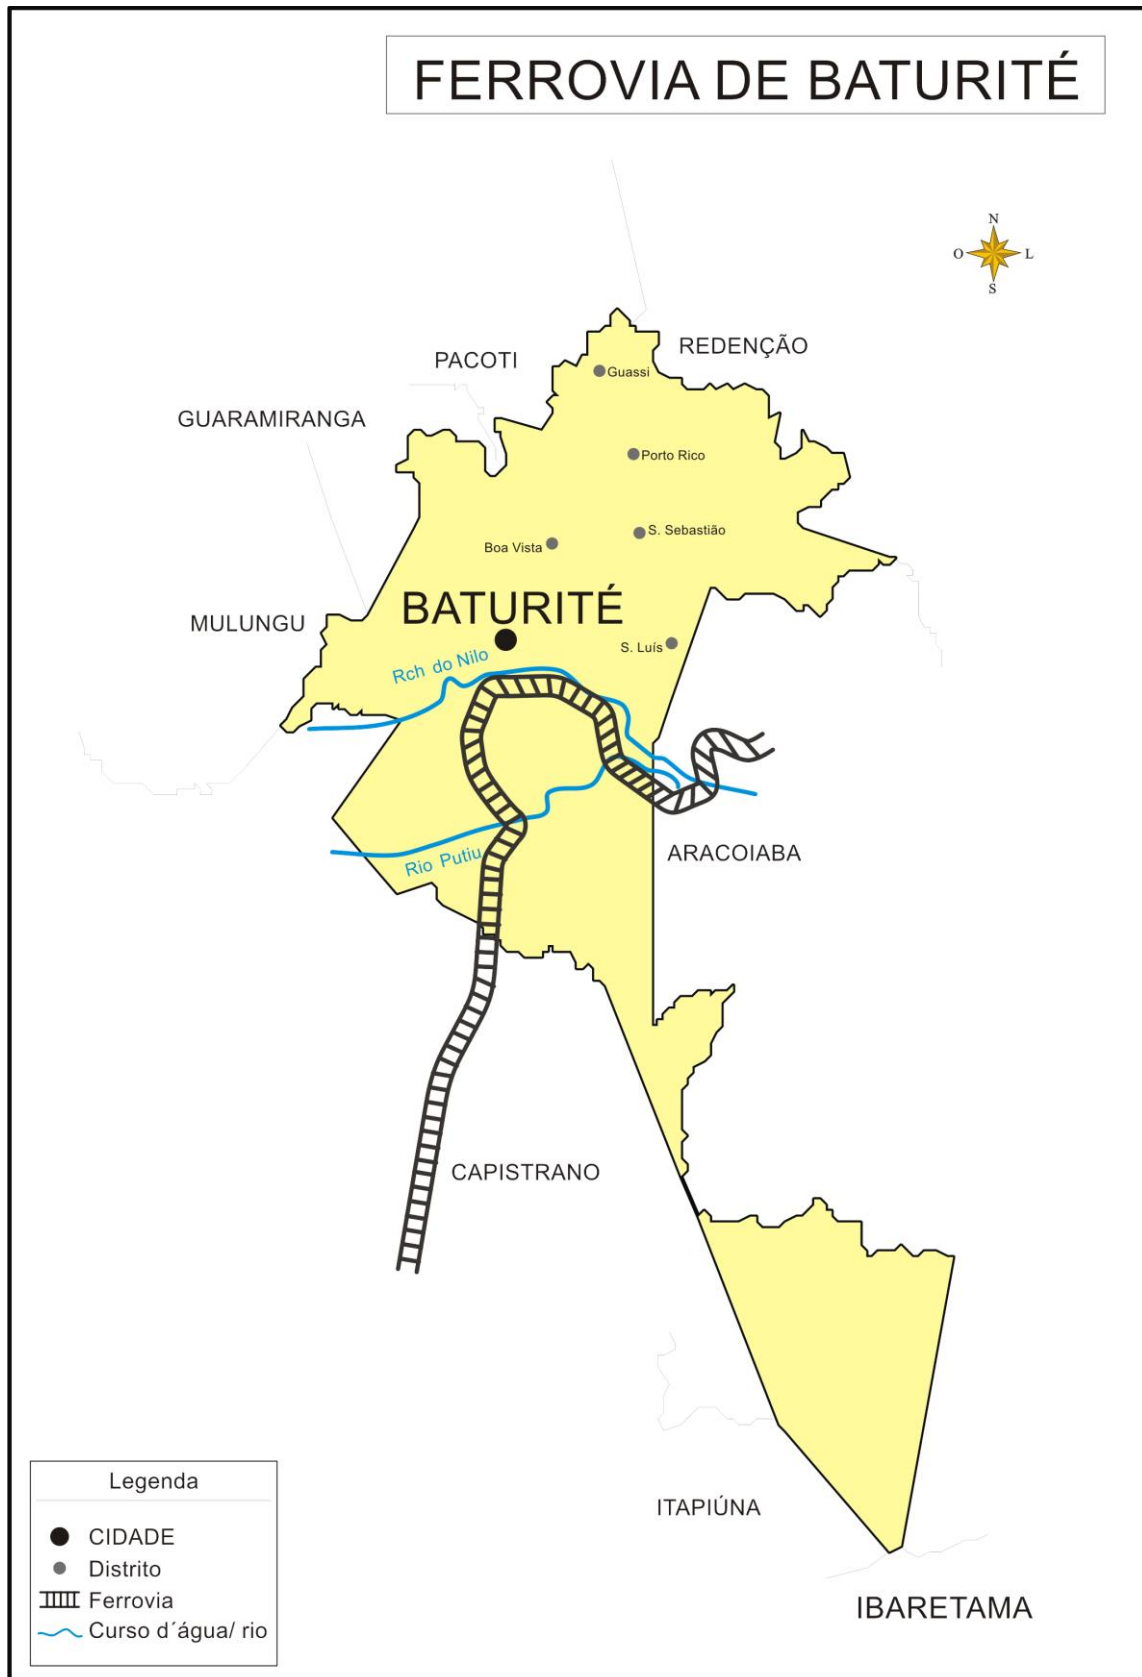 FERROVIA DE BATURITÉ
N
O
L
S
REDENÇÃO
PACOTI
Guassi
GUARAMIRANGA
Porto Rico
S. Sebastião
Boa Vista
BATURITÉ
MULUNGU
S. Luís
Rch do Nilo
ARACOIABA
Rio Putiu
CAPISTRANO
ITAPIÚNA
IBARETAMA
Legenda
CIDADE
Distrito
Ferrovia
Curso d´água/ rio